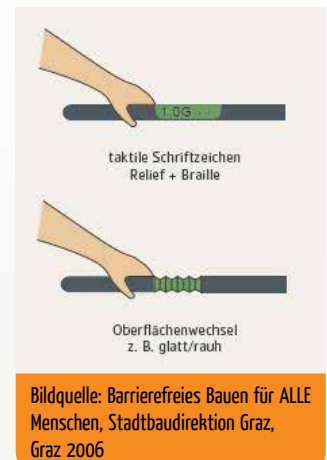 1.OG
taktile Schriftzeichen
Relief + Braille
Oberflächenwechsel
z. B. glatt/rauh
Bildquelle: Barrierefreies Bauen für ALLE
Menschen, Stadtbaudirektion Graz,
Graz 2006